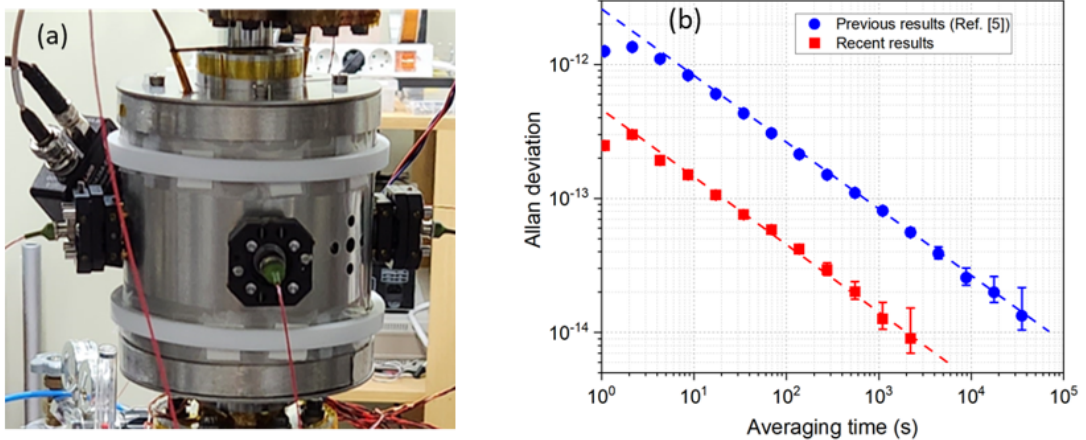 (a)
(b)
Previous results (Ref. [5])
Recent results
Allan deviation
10⁻¹²
10⁻¹³
10⁻¹⁴
10⁰ 10¹ 10² 10³ 10⁴ 10⁵
Averaging time (s)